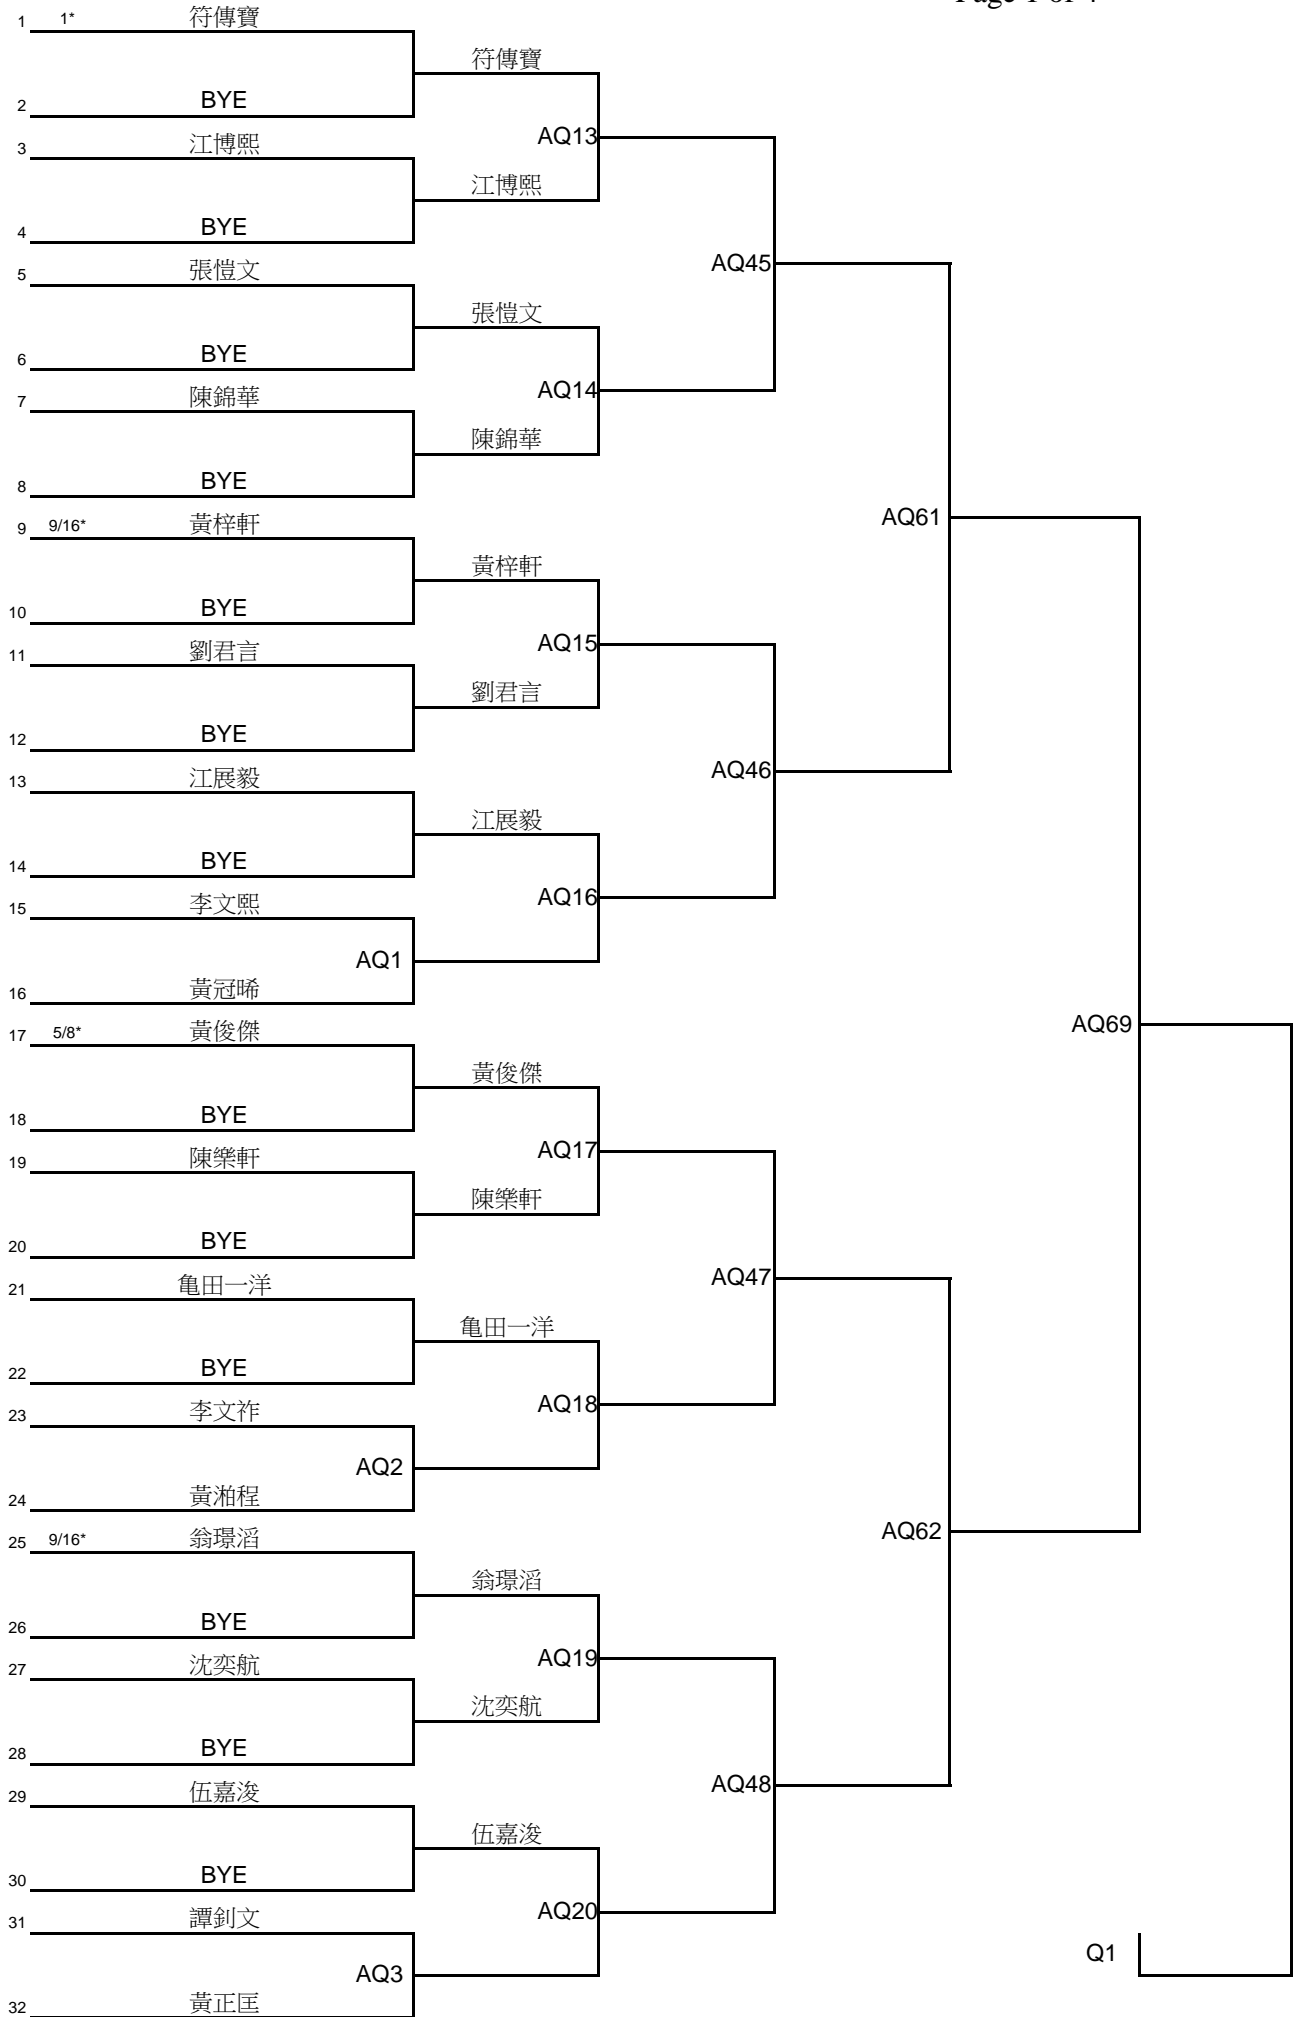 Page 1 of 4
1 1* 符傳寶
符傳寶
2 BYE
AQ13
3 江博熙
江博熙
4 BYE
AQ45
5 張愷文
張愷文
6 BYE
AQ14
7 陳錦華
陳錦華
8 BYE
AQ61
9 9/16* 黃梓軒
黃梓軒
10 BYE
AQ15
11 劉君言
劉君言
12 BYE
AQ46
13 江展毅
江展毅
14 BYE
AQ16
15 李文熙
AQ1
16 黃冠晞
AQ69
17 5/8* 黃俊傑
黃俊傑
18 BYE
AQ17
19 陳樂軒
陳樂軒
20 BYE
AQ47
21 亀田一洋
亀田一洋
22 BYE
AQ18
23 李文祚
AQ2
24 黃湘程
AQ62
25 9/16* 翁璟滔
翁璟滔
26 BYE
AQ19
27 沈奕航
沈奕航
28 BYE
AQ48
29 伍嘉浚
伍嘉浚
30 BYE
AQ20
31 譚釗文
AQ3
Q1
32 黃正匡